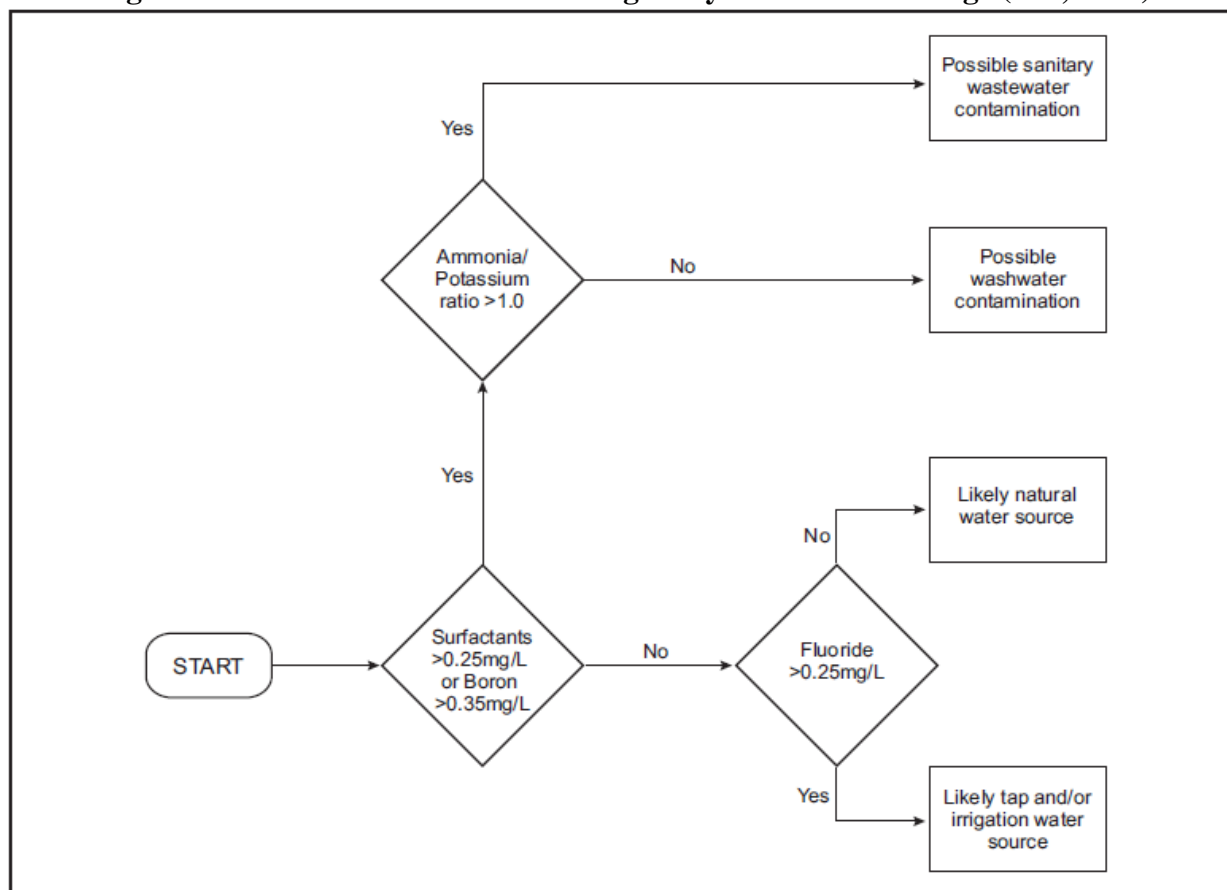 Possible sanitary
wastewater
contamination
Yes
Ammonia/
Potassium
ratio >1.0
No
Possible
washwater
contamination
Yes
Likely natural
water source
No
START
Surfactants
>0.25mg/L
or Boron
>0.35mg/L
No
Fluoride
>0.25mg/L
Yes
Likely tap and/or
irrigation water
source